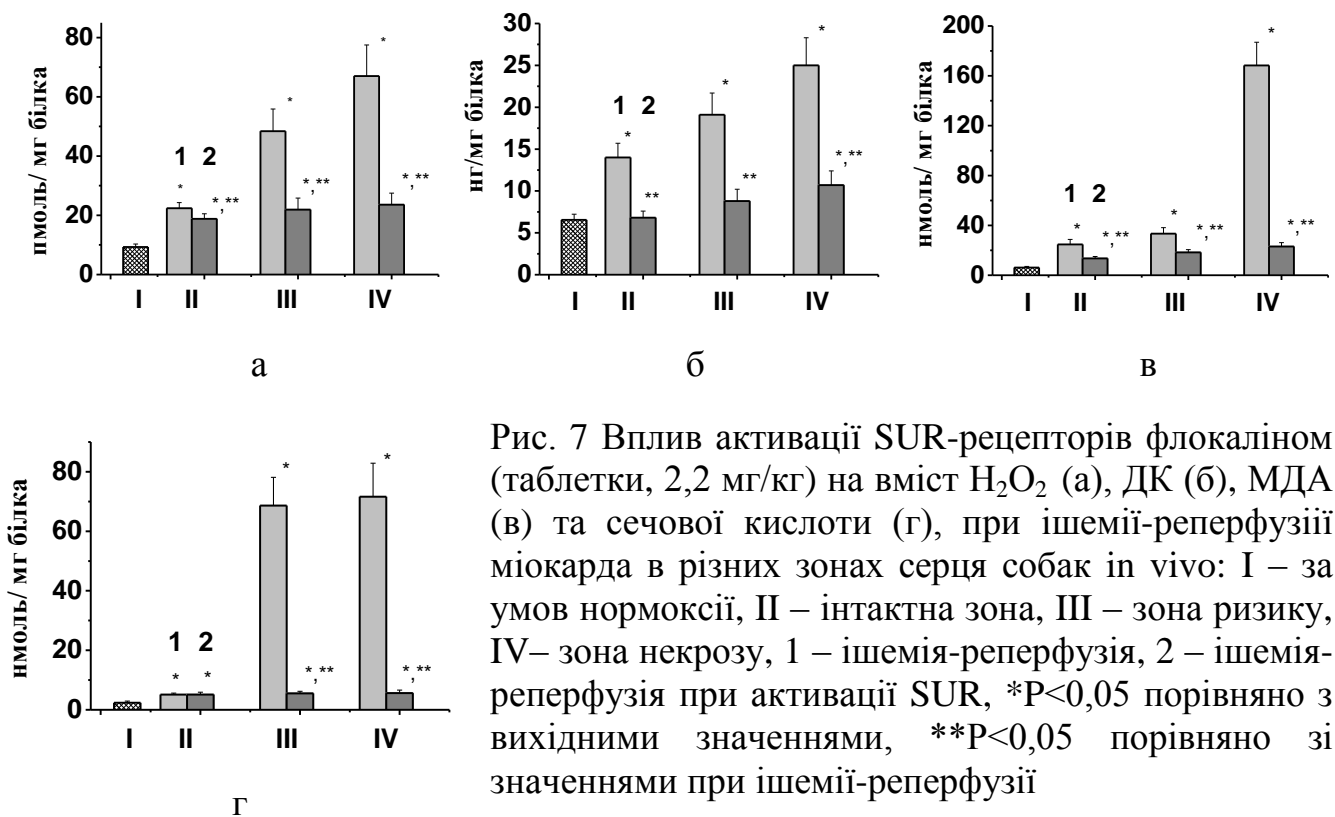 80
60
40
20
0
пмоль/ мг білка
1 2
*
*,**
*
*,**
*
*,**
I II III IV
а
30
25
20
15
10
5
0
нг/мг білка
1 2
*
**
*
**
*
*,**
I II III IV
б
200
160
120
80
40
0
нмоль/ мг білка
1 2
*
*,**
*
*,**
*
*,**
I II III IV
в
80
60
40
20
0
нмоль/ мг білка
1 2
*
*
*
*,**
*
*,**
I II III IV
г
Рис. 7 Вплив активації SUR-рецепторів флокаліном
(таблетки, 2,2 мг/кг) на вміст H₂O₂ (а), ДК (б), МДА
(в) та сечової кислоти (г), при ішемії-реперфузіїї
міокарда в різних зонах серця собак in vivo: I – за
умов нормоксії, II – інтактна зона, III – зона ризику,
IV– зона некрозу, 1 – ішемія-реперфузія, 2 – ішемія-
реперфузія при активації SUR, *P<0,05 порівняно з
вихідними значеннями, **P<0,05 порівняно зі
значеннями при ішемії-реперфузії